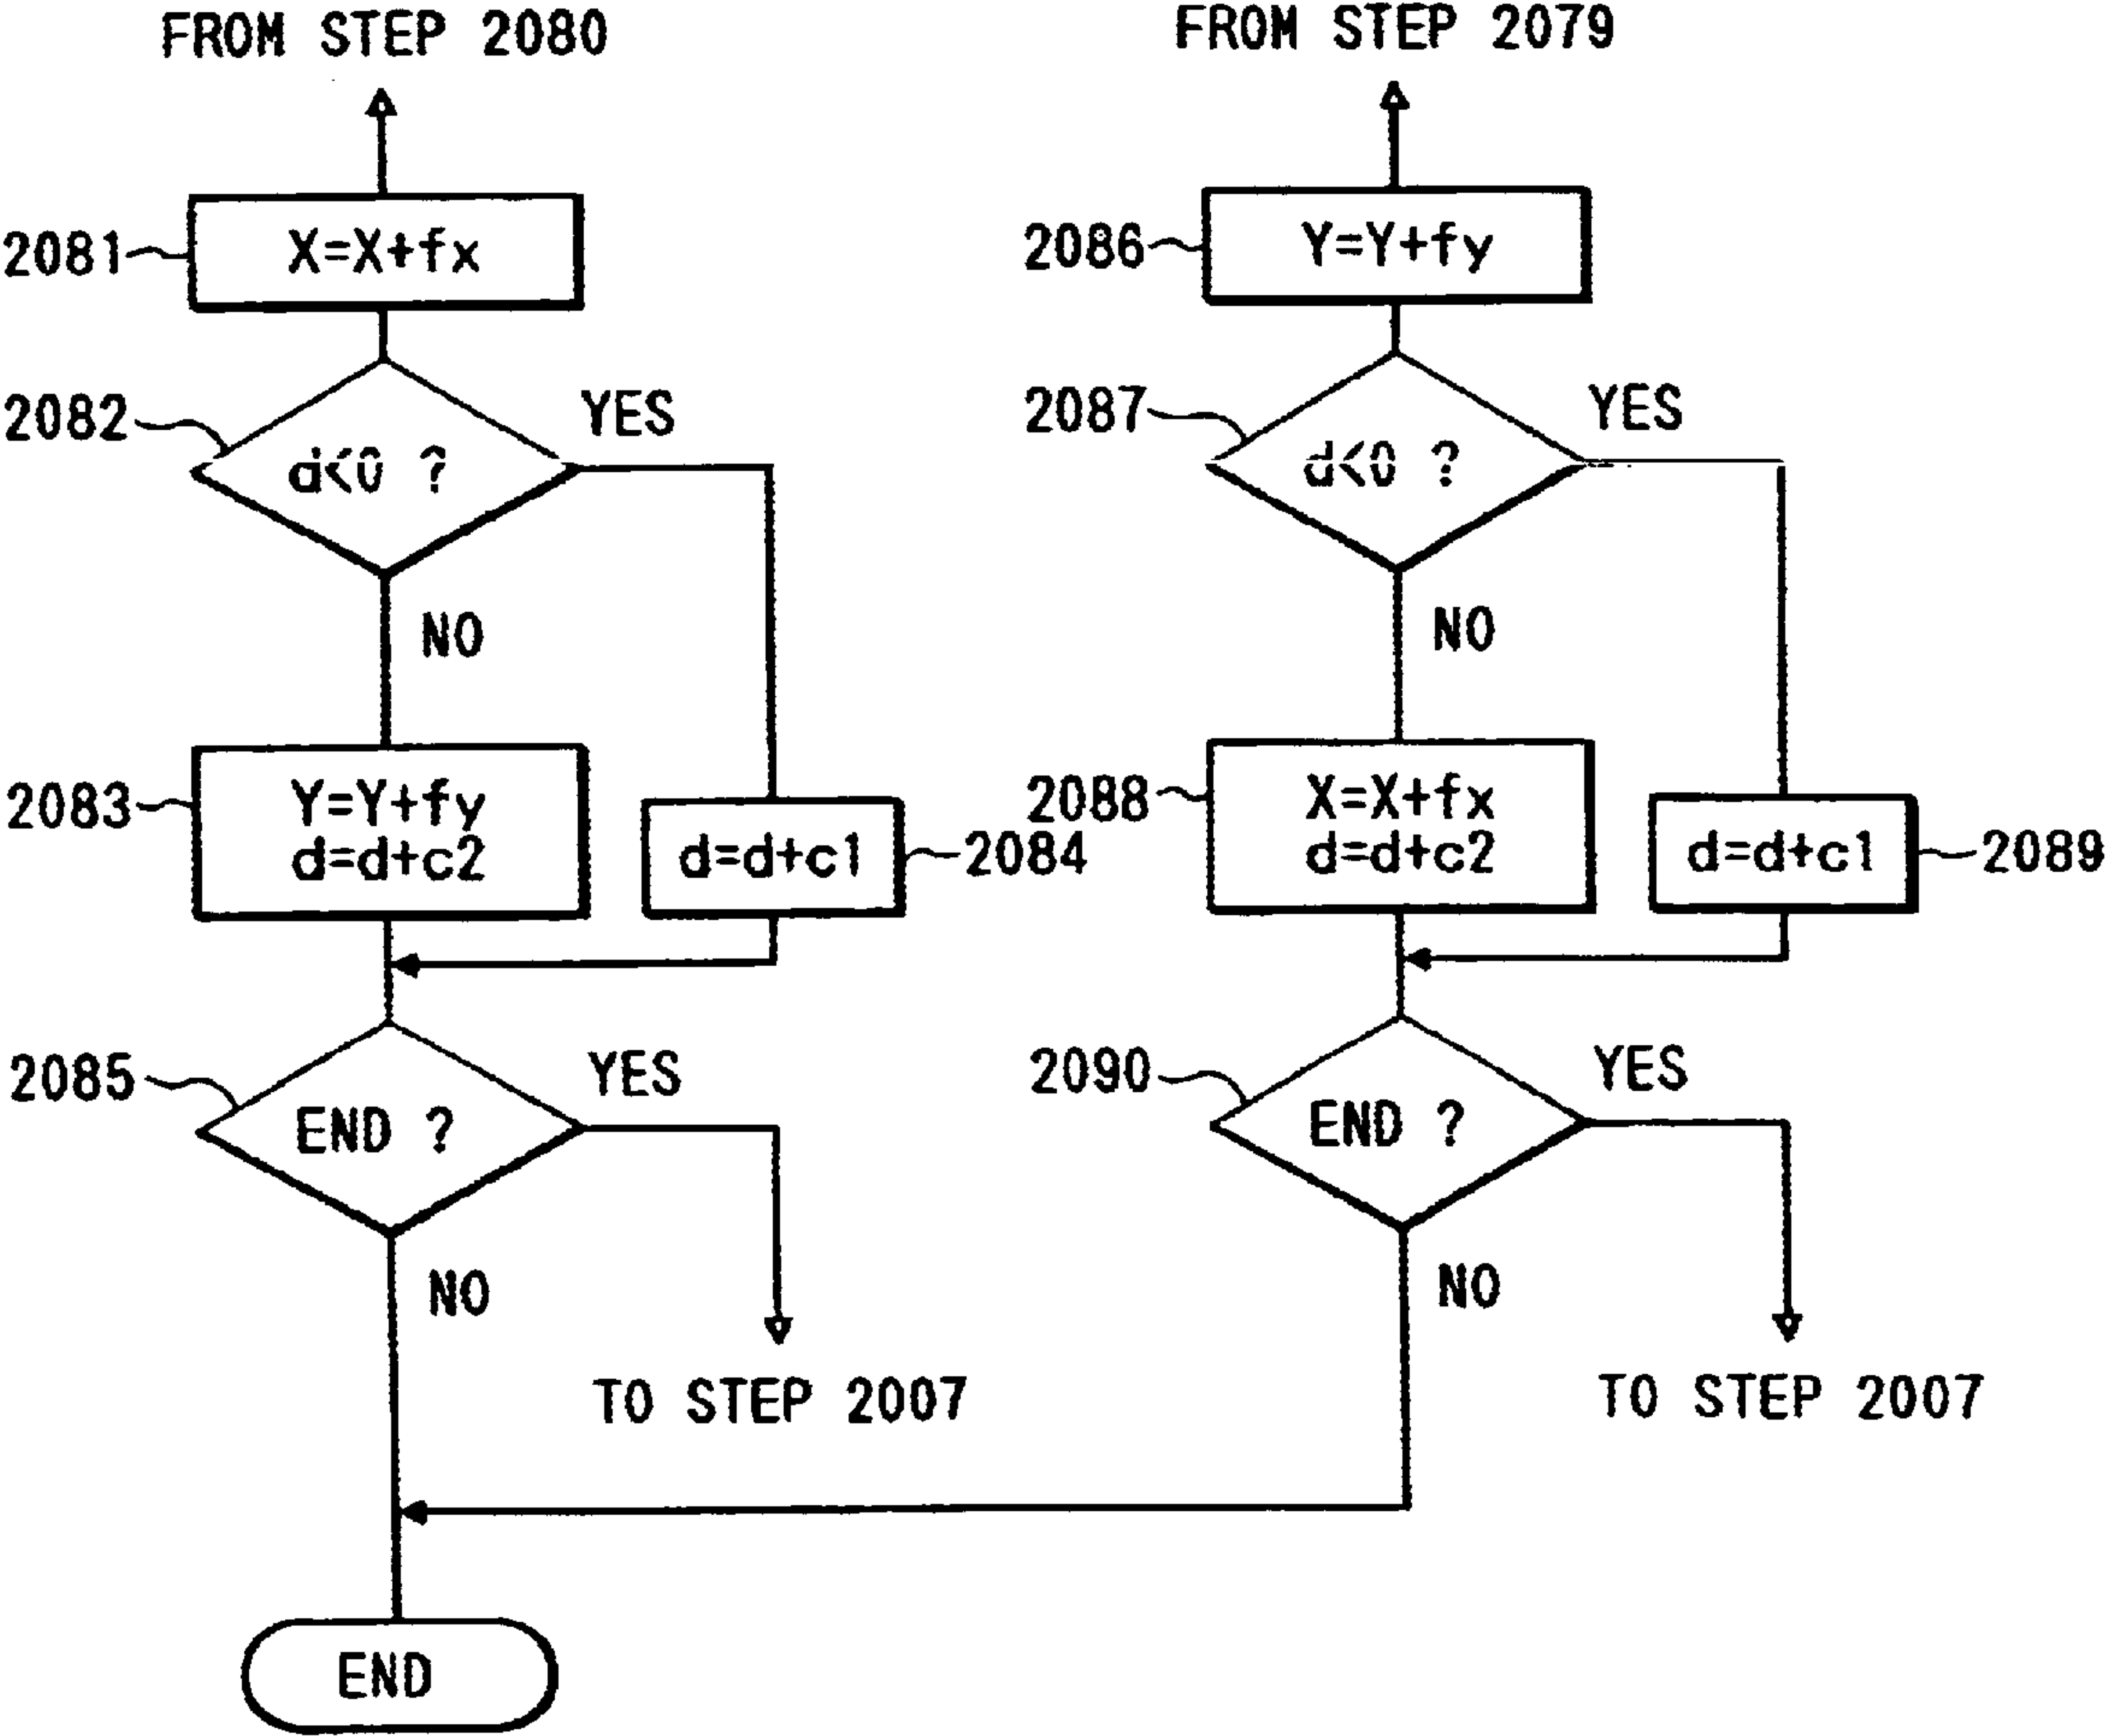 FROM STEP 2080
2081
X=X+fx
2082
d<0 ?
YES
NO
2083
Y=Y+fy
d=d+c2
d=d+c1
2084
2085
END ?
YES
NO
TO STEP 2007
END
FROM STEP 2079
2086
Y=Y+fy
2087
d<0 ?
YES
NO
2088
X=X+fx
d=d+c2
d=d+c1
2089
2090
END ?
YES
NO
TO STEP 2007